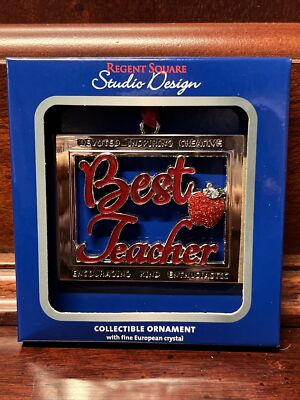 REGENT SQUARE
Studio Design
DEVOTED INSPIRING CREATIVE
Best
Teacher
ENCOURAGING KIND ENTHUSIASTIC
COLLECTIBLE ORNAMENT
with fine European crystal